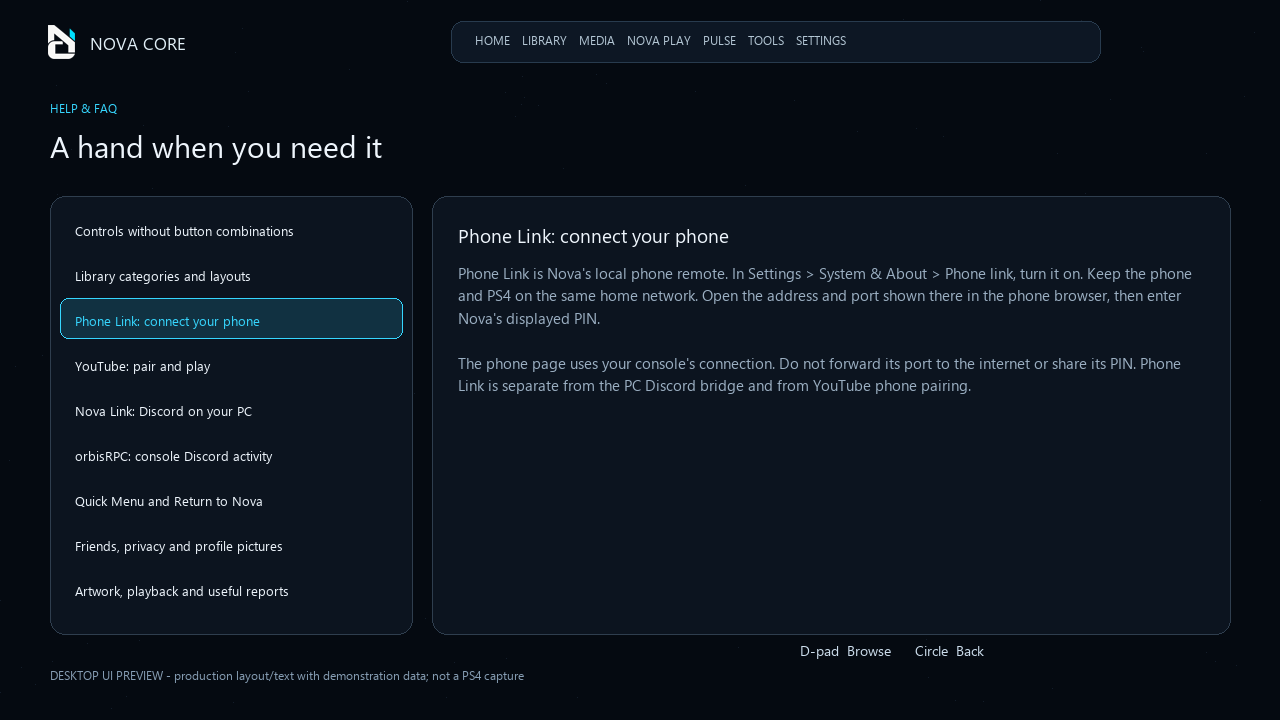 NOVA CORE
HOME LIBRARY MEDIA NOVA PLAY PULSE TOOLS SETTINGS
HELP & FAQ
A hand when you need it
Controls without button combinations
Library categories and layouts
Phone Link: connect your phone
YouTube: pair and play
Nova Link: Discord on your PC
orbisRPC: console Discord activity
Quick Menu and Return to Nova
Friends, privacy and profile pictures
Artwork, playback and useful reports
Phone Link: connect your phone
Phone Link is Nova's local phone remote. In Settings > System & About > Phone link, turn it on. Keep the phone
and PS4 on the same home network. Open the address and port shown there in the phone browser, then enter
Nova's displayed PIN.
The phone page uses your console's connection. Do not forward its port to the internet or share its PIN. Phone
Link is separate from the PC Discord bridge and from YouTube phone pairing.
D-pad Browse Circle Back
DESKTOP UI PREVIEW - production layout/text with demonstration data; not a PS4 capture